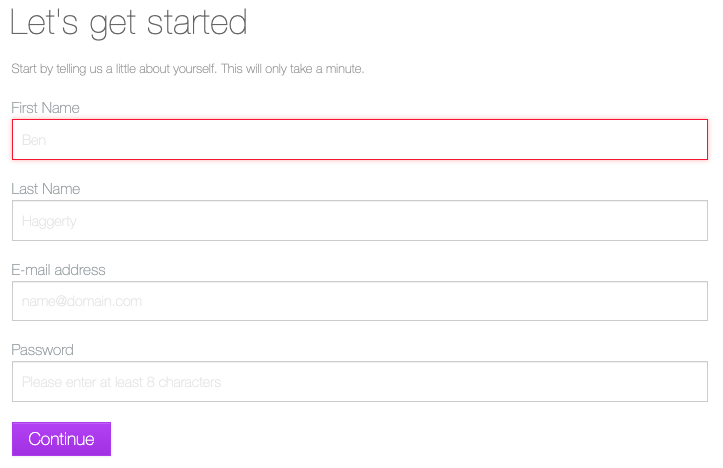 Let's get started
Start by telling us a little about yourself. This will only take a minute.
First Name
Ben
Last Name
Haggerty
E-mail address
name@domain.com
Password
Please enter at least 8 characters
Continue